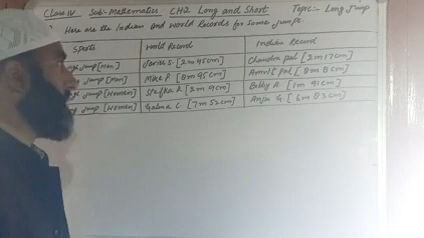 Class IV Sub-Mathematics CH2 Long and Short Topic:- Long Jump
Here are the Indian and World Records for some jumps.
Sports World Record Indian Record
jump [Men] [2m 45cm] Chandra Pal [2m 17cm]
jump [Men] Mike P. [8m 95cm] Amrit Pal [8m 8cm]
jump [Women] Stefka K [2m 9cm] Bobby A. [1m 91cm]
jump [Women] Galina C. [7m 52cm] Anju G. [6m 83cm]